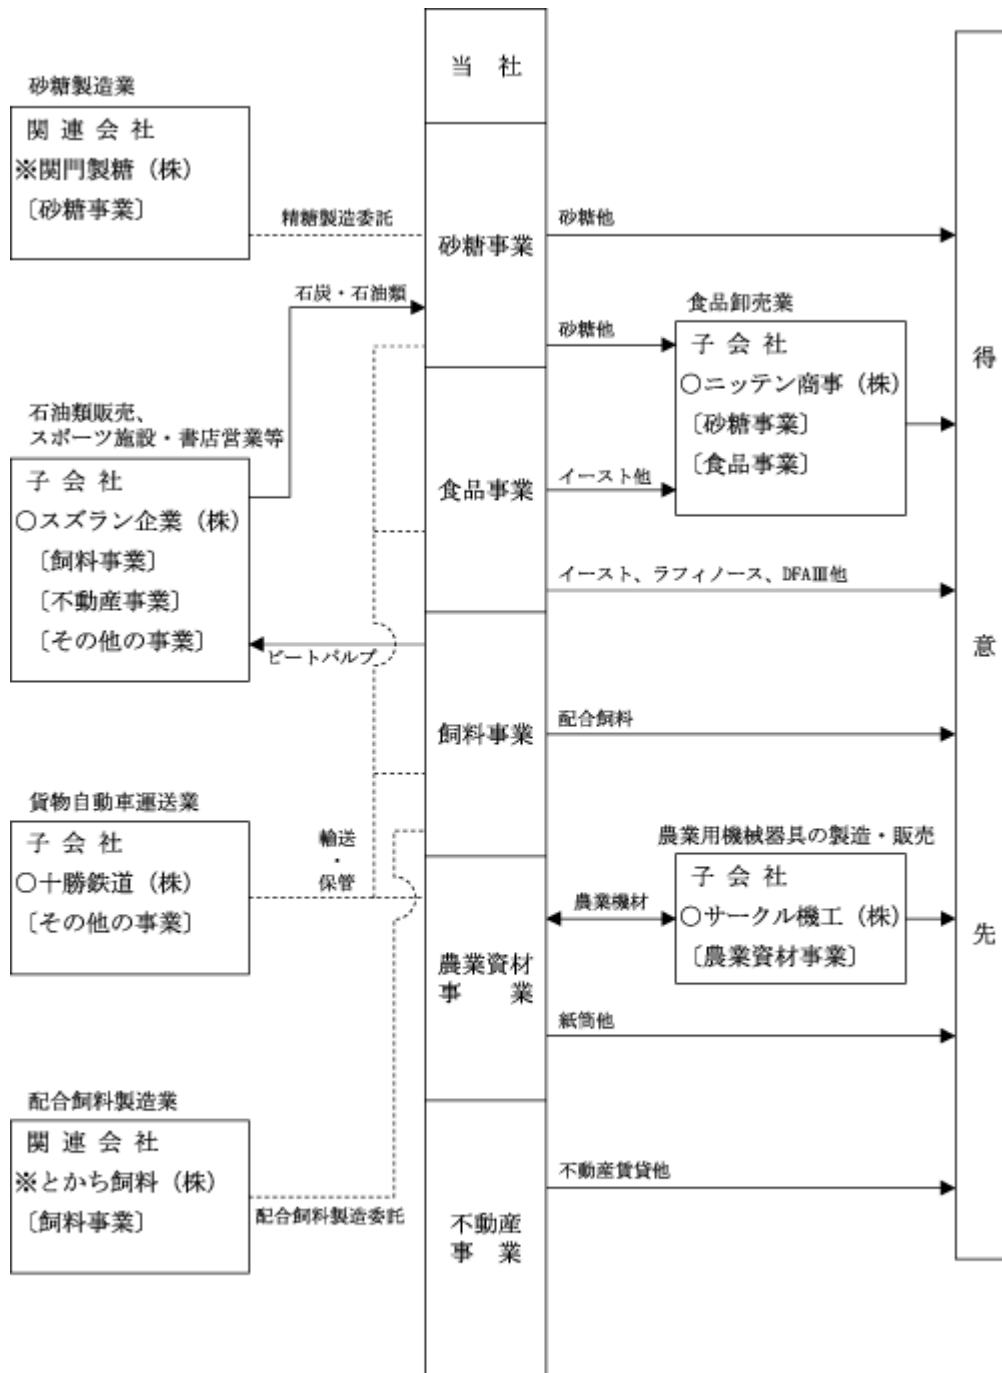 当　社
砂糖製造業
関 連 会 社
※関門製糖（株）
〔砂糖事業〕
精糖製造委託
砂糖事業
砂糖他
石炭・石油類
食品卸売業
砂糖他
子 会 社
○ニッテン商事（株）
〔砂糖事業〕
〔食品事業〕
石油類販売、
スポーツ施設・書店営業等
子 会 社
○スズラン企業（株）
〔飼料事業〕
〔不動産事業〕
〔その他の事業〕
食品事業
イースト他
イースト、ラフィノース、DFAⅢ他
ビートパルプ
飼料事業
配合飼料
貨物自動車運送業
子 会 社
○十勝鉄道（株）
〔その他の事業〕
輸送
・
保管
農業用機械器具の製造・販売
農業機材
子 会 社
○サークル機工（株）
〔農業資材事業〕
農業資材
事　業
紙筒他
配合飼料製造業
関 連 会 社
※とかち飼料（株）
〔飼料事業〕
配合飼料製造委託
不動産賃貸他
不動産
事　業
得
意
先